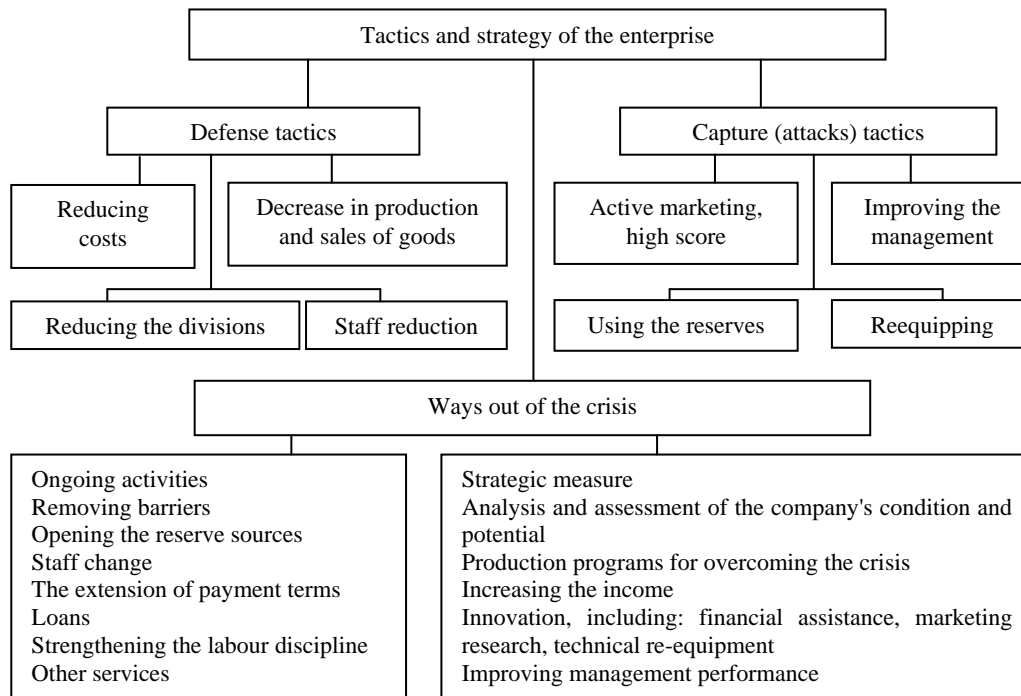 Tactics and strategy of the enterprise
Defense tactics
Capture (attacks) tactics
Reducing
costs
Decrease in production
and sales of goods
Active marketing,
high score
Improving the
management
Reducing the divisions
Staff reduction
Using the reserves
Reequipping
Ways out of the crisis
Ongoing activities
Removing barriers
Opening the reserve sources
Staff change
The extension of payment terms
Loans
Strengthening the labour discipline
Other services
Strategic measure
Analysis and assessment of the company's condition and
potential
Production programs for overcoming the crisis
Increasing the income
Innovation, including: financial assistance, marketing
research, technical re-equipment
Improving management performance